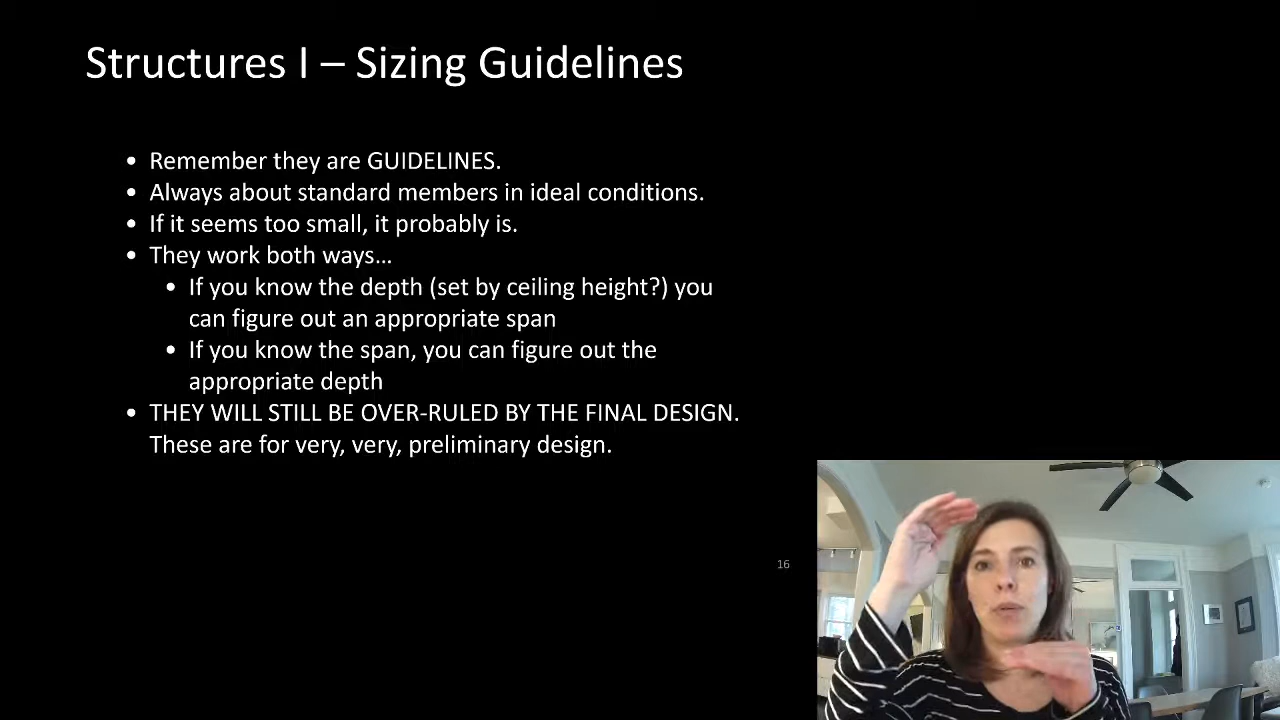 Structures I – Sizing Guidelines
• Remember they are GUIDELINES.
• Always about standard members in ideal conditions.
• If it seems too small, it probably is.
• They work both ways…
• If you know the depth (set by ceiling height?) you
can figure out an appropriate span
• If you know the span, you can figure out the
appropriate depth
• THEY WILL STILL BE OVER-RULED BY THE FINAL DESIGN.
These are for very, very, preliminary design.
16